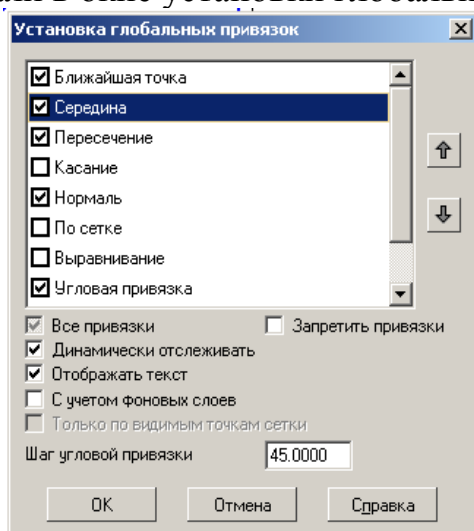 Установка глобальных привязок
Ближайшая точка
Середина
Пересечение
Касание
Нормаль
По сетке
Выравнивание
Угловая привязка
Все привязки Запретить привязки
Динамически отслеживать
Отображать текст
С учетом фоновых слоев
Только по видимым точкам сетки
Шаг угловой привязки 45.0000
OK Отмена Справка